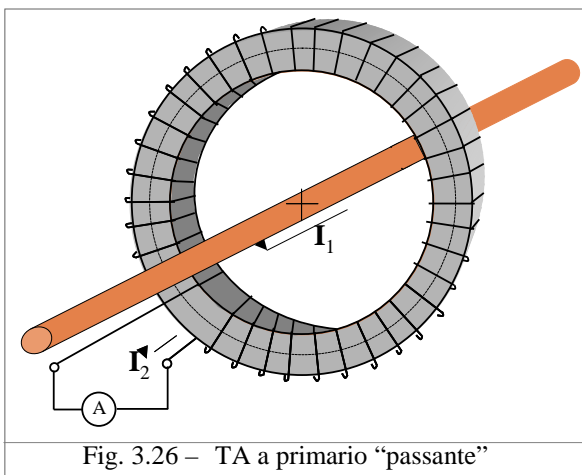 I₁
I₂
A
Fig. 3.26 – TA a primario “passante”